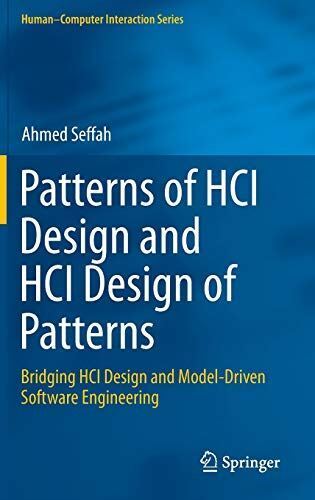 Human–Computer Interaction Series
Ahmed Seffah
Patterns of HCI
Design and
HCI Design of
Patterns
Bridging HCI Design and Model-Driven
Software Engineering
Springer